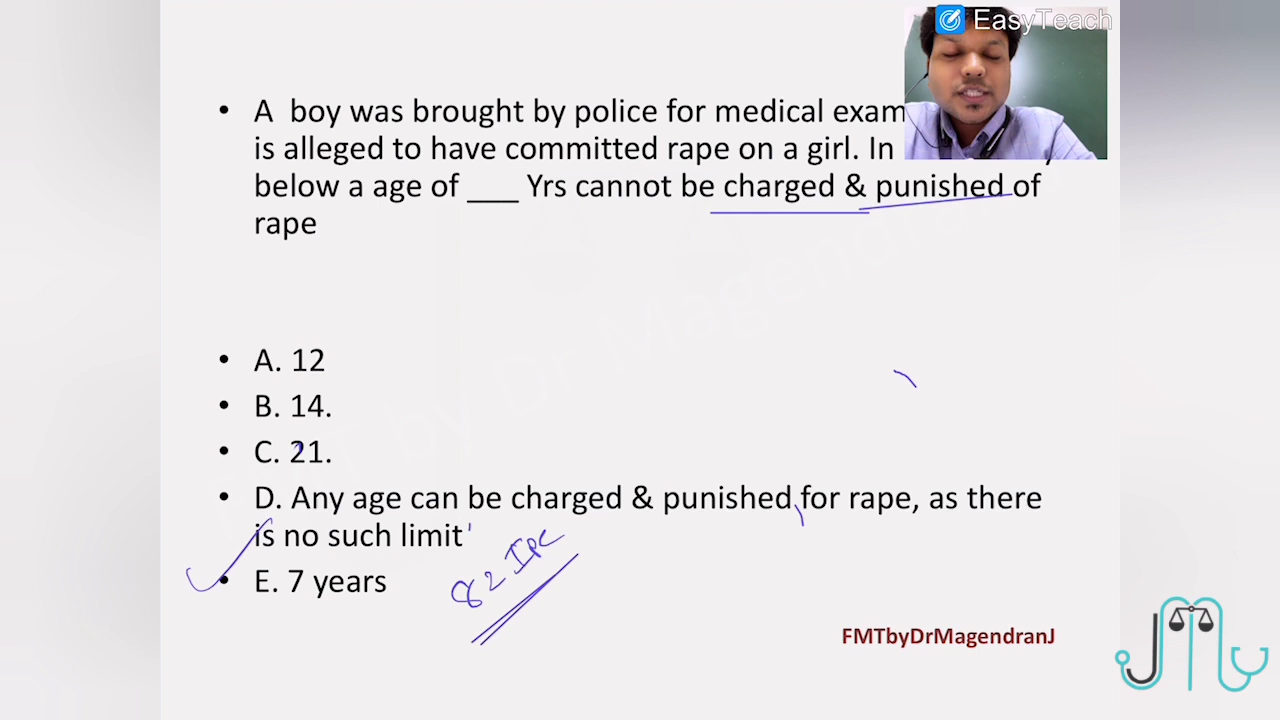 EasyTeach
• A boy was brought by police for medical exam
is alleged to have committed rape on a girl. In
below a age of ___ Yrs cannot be charged & punished of
rape
• A. 12
• B. 14.
• C. 21.
• D. Any age can be charged & punished for rape, as there
is no such limit
• E. 7 years
82 IPC
FMTbyDrMagendranJ